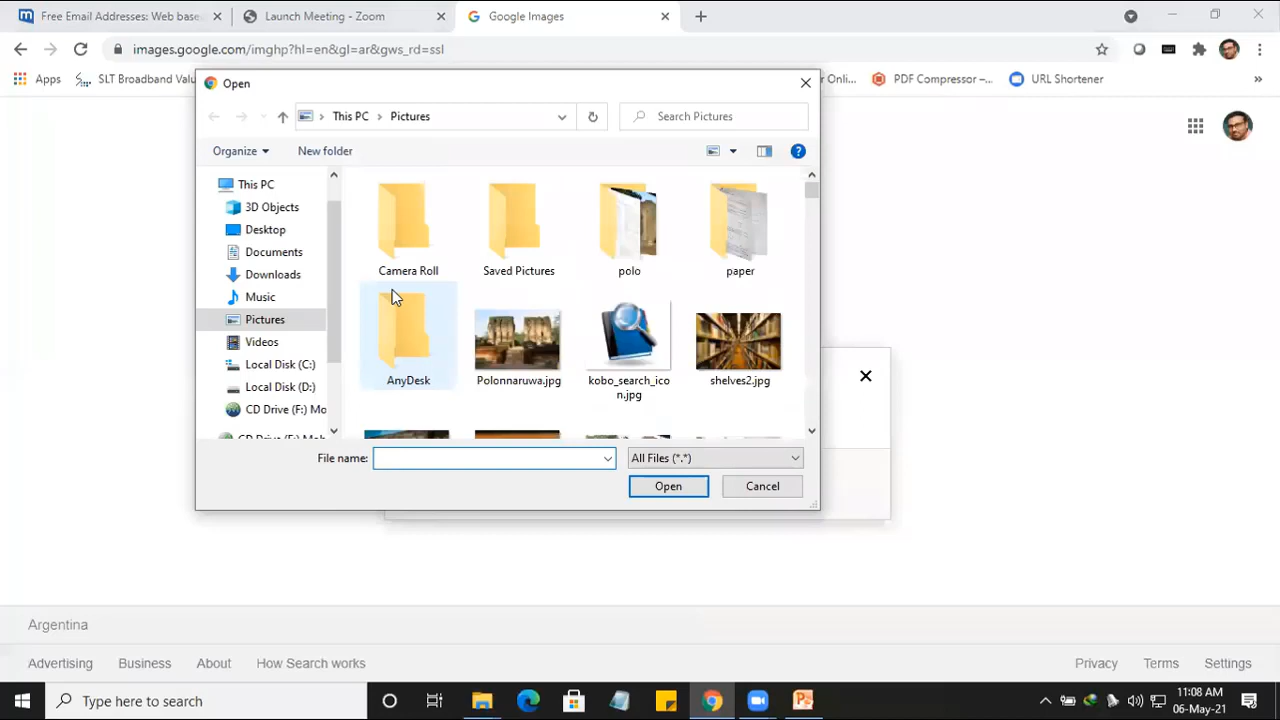 Free Email Addresses: Web base
Launch Meeting - Zoom
Google Images
images.google.com/imghp?hl=en&gl=ar&gws_rd=ssl
Apps
SLT Broadband Valu
r Onli...
PDF Compressor –...
URL Shortener
»
Open
This PC
Pictures
Search Pictures
Organize
New folder
This PC
3D Objects
Desktop
Documents
Downloads
Music
Pictures
Videos
Local Disk (C:)
Local Disk (D:)
CD Drive (F:) Mo
CD Drive (F:) Mob
Camera Roll
Saved Pictures
polo
paper
AnyDesk
Polonnaruwa.jpg
kobo_search_ico
n.jpg
shelves2.jpg
File name:
All Files (*.*)
Open
Cancel
Argentina
Advertising
Business
About
How Search works
Privacy
Terms
Settings
Type here to search
11:08 AM
06-May-21